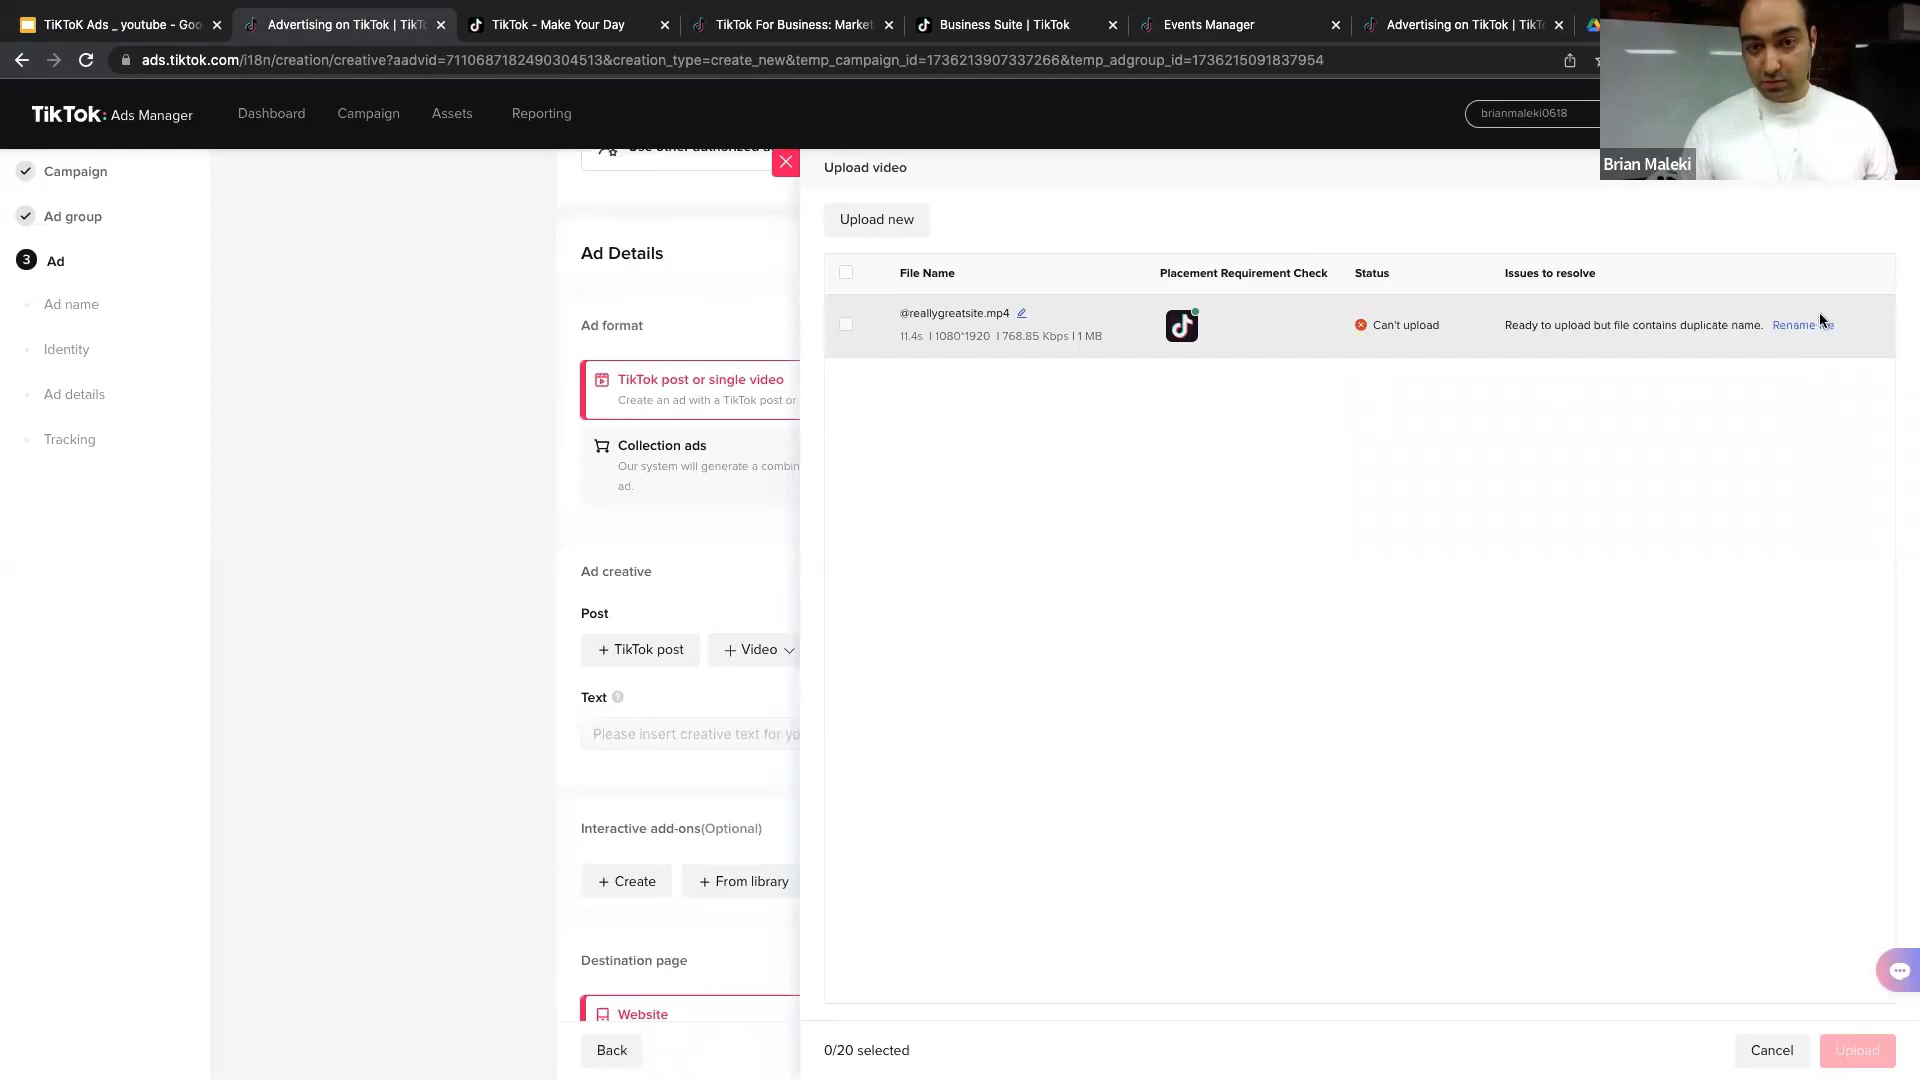 TiKToK Ads _ youtube - Goo
Advertising on TikTok | TikTo
TikTok - Make Your Day
TikTok For Business: Market
Business Suite | TikTok
Events Manager
Advertising on TikTok | TikTo
ads.tiktok.com/i18n/creation/creative?aadvid=7110687182490304513&creation_type=create_new&temp_campaign_id=1736213907337266&temp_adgroup_id=1736215091837954
TikTok: Ads Manager
Dashboard
Campaign
Assets
Reporting
brianmaleki0618
Brian Maleki
Campaign
Ad group
3 Ad
Ad name
Identity
Ad details
Tracking
Use other authorized a
Ad Details
Ad format
TikTok post or single video
Create an ad with a TikTok post or
Collection ads
Our system will generate a combin
ad.
Ad creative
Post
+ TikTok post
+ Video
Text
Please insert creative text for yo
Interactive add-ons(Optional)
+ Create
+ From library
Destination page
Website
Back
Upload video
Upload new
File Name
Placement Requirement Check
Status
Issues to resolve
@reallygreatsite.mp4
11.4s | 1080*1920 | 768.85 Kbps | 1 MB
Can't upload
Ready to upload but file contains duplicate name. Rename
0/20 selected
Cancel
Upload